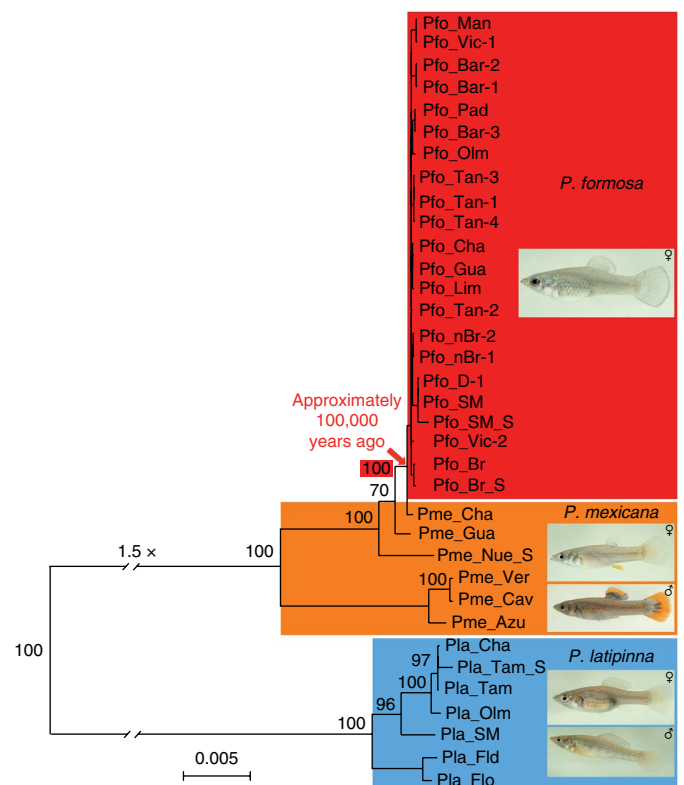 Pfo_Man
Pfo_Vic-1
Pfo_Bar-2
Pfo_Bar-1
Pfo_Pad
Pfo_Bar-3
Pfo_Olm
Pfo_Tan-3
P. formosa
Pfo_Tan-1
Pfo_Tan-4
Pfo_Cha
♀
Pfo_Gua
Pfo_Lim
Pfo_Tan-2
Pfo_nBr-2
Pfo_nBr-1
Pfo_D-1
Approximately
100,000
years ago
Pfo_SM
Pfo_SM_S
Pfo_Vic-2
Pfo_Br
100
Pfo_Br_S
70
Pme_Cha
P. mexicana
100
♀
Pme_Gua
1.5 ×
100
Pme_Nue_S
100
Pme_Ver
♂
Pme_Cav
Pme_Azu
100
Pla_Cha
P. latipinna
97
Pla_Tam_S
♀
100
Pla_Tam
96
Pla_Olm
100
Pla_SM
♂
Pla_Fld
0.005
Pla_Flo